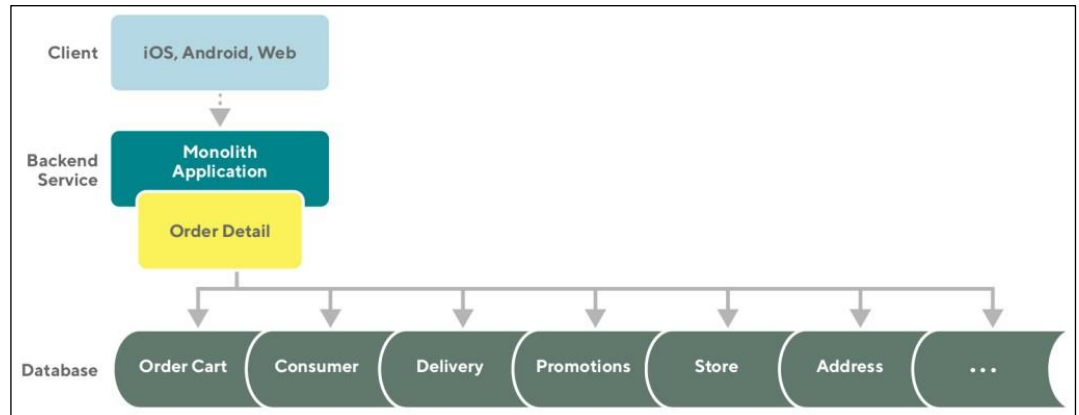 Client
iOS, Android, Web
Backend
Service
Monolith
Application
Order Detail
Database
Order Cart
Consumer
Delivery
Promotions
Store
Address
...